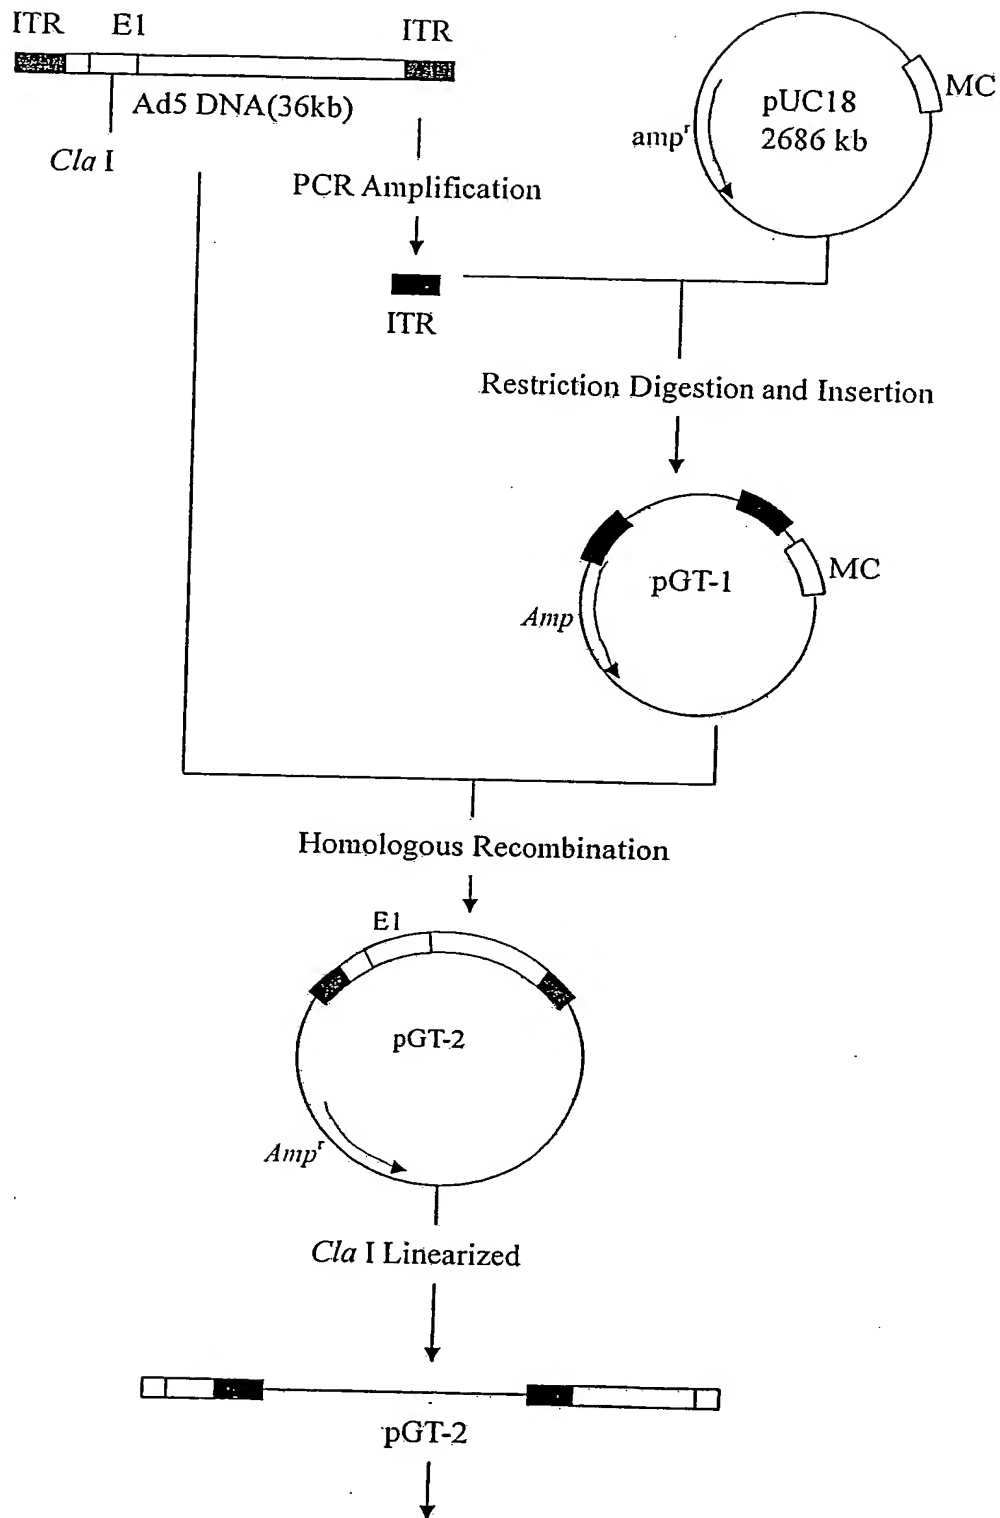 ITR E1 ITR
Ad5 DNA(36kb)
Cla I
PCR Amplification
ITR
pUC18
2686 kb
amp^r
MC
Restriction Digestion and Insertion
pGT-1
MC
Amp
Homologous Recombination
E1
pGT-2
Amp^r
Cla I Linearized
pGT-2